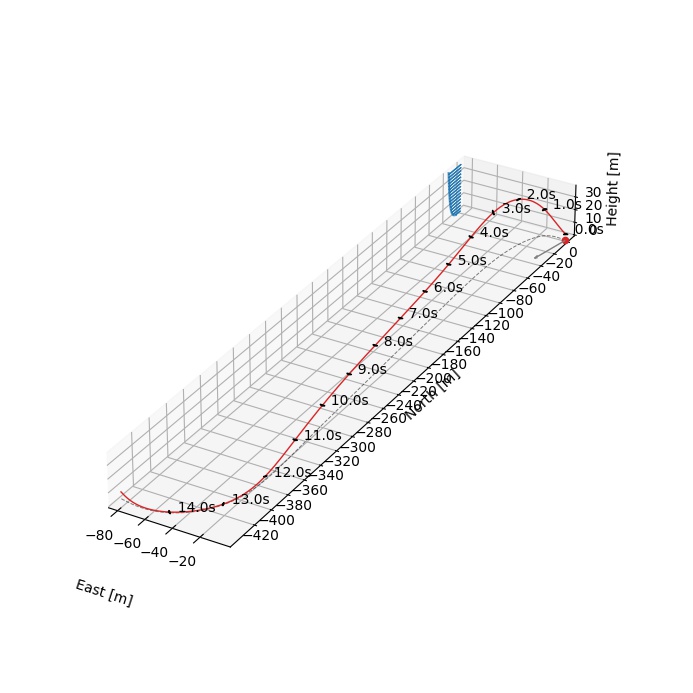 Height [m]
30
20
10
0
0.0s
1.0s
2.0s
3.0s
4.0s
5.0s
6.0s
7.0s
8.0s
9.0s
10.0s
11.0s
12.0s
13.0s
14.0s
0
−20
−40
−60
−80
−100
−120
−140
−160
−180
−200
−220
−240
−260
−280
−300
−320
−340
−360
−380
−400
−420
North [m]
−80
−60
−40
−20
East [m]